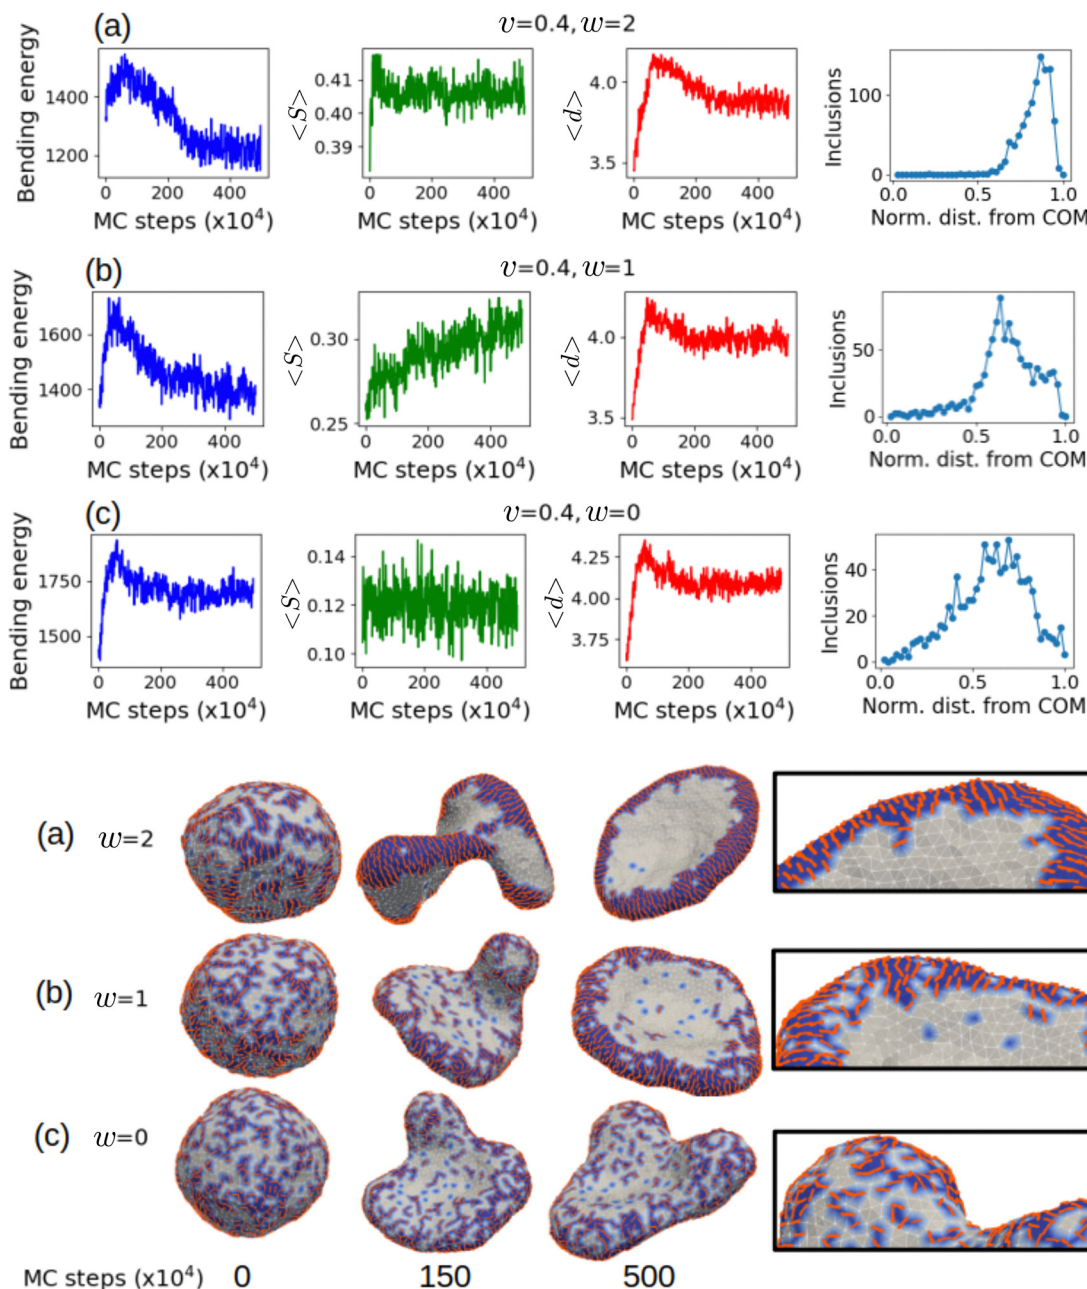 (a) v=0.4, w=2
Bending energy
1400
1200
0 200 400
MC steps (x10⁴)
<S>
0.41
0.40
0.39
0 200 400
MC steps (x10⁴)
<d>
4.0
3.5
0 200 400
MC steps (x10⁴)
Inclusions
100
0
0.0 0.5 1.0
Norm. dist. from COM
(b) v=0.4, w=1
Bending energy
1600
1400
0 200 400
MC steps (x10⁴)
<S>
0.30
0.25
0 200 400
MC steps (x10⁴)
<d>
4.0
3.5
0 200 400
MC steps (x10⁴)
Inclusions
50
0
0.0 0.5 1.0
Norm. dist. from COM
(c) v=0.4, w=0
Bending energy
1750
1500
0 200 400
MC steps (x10⁴)
<S>
0.14
0.12
0.10
0 200 400
MC steps (x10⁴)
<d>
4.25
4.00
3.75
0 200 400
MC steps (x10⁴)
Inclusions
40
20
0
0.0 0.5 1.0
Norm. dist. from COM
(a) w=2
(b) w=1
(c) w=0
MC steps (x10⁴) 0 150 500